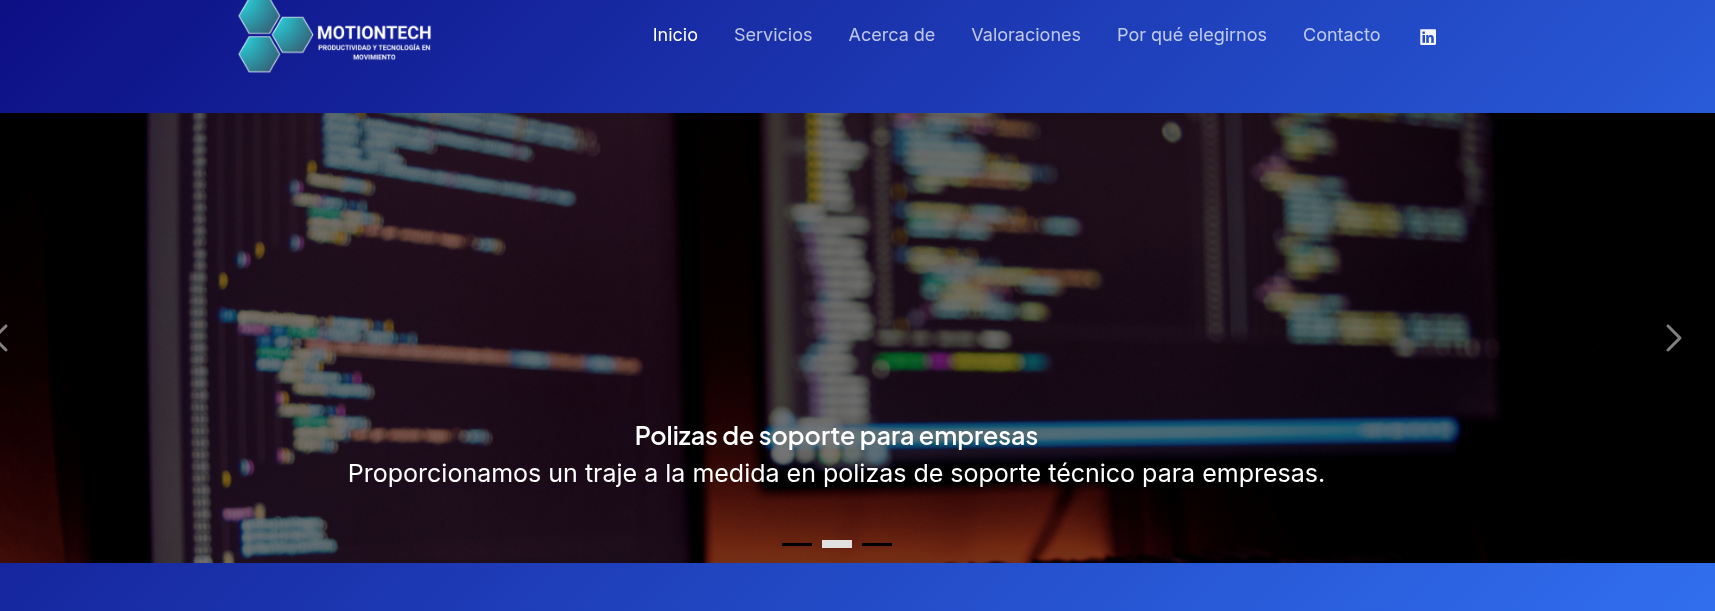 MOTIONTECH
PRODUCTIVIDAD Y TECNOLOGÍA EN
MOVIMIENTO
Inicio Servicios Acerca de Valoraciones Por qué elegirnos Contacto in
Polizas de soporte para empresas
Proporcionamos un traje a la medida en polizas de soporte técnico para empresas.